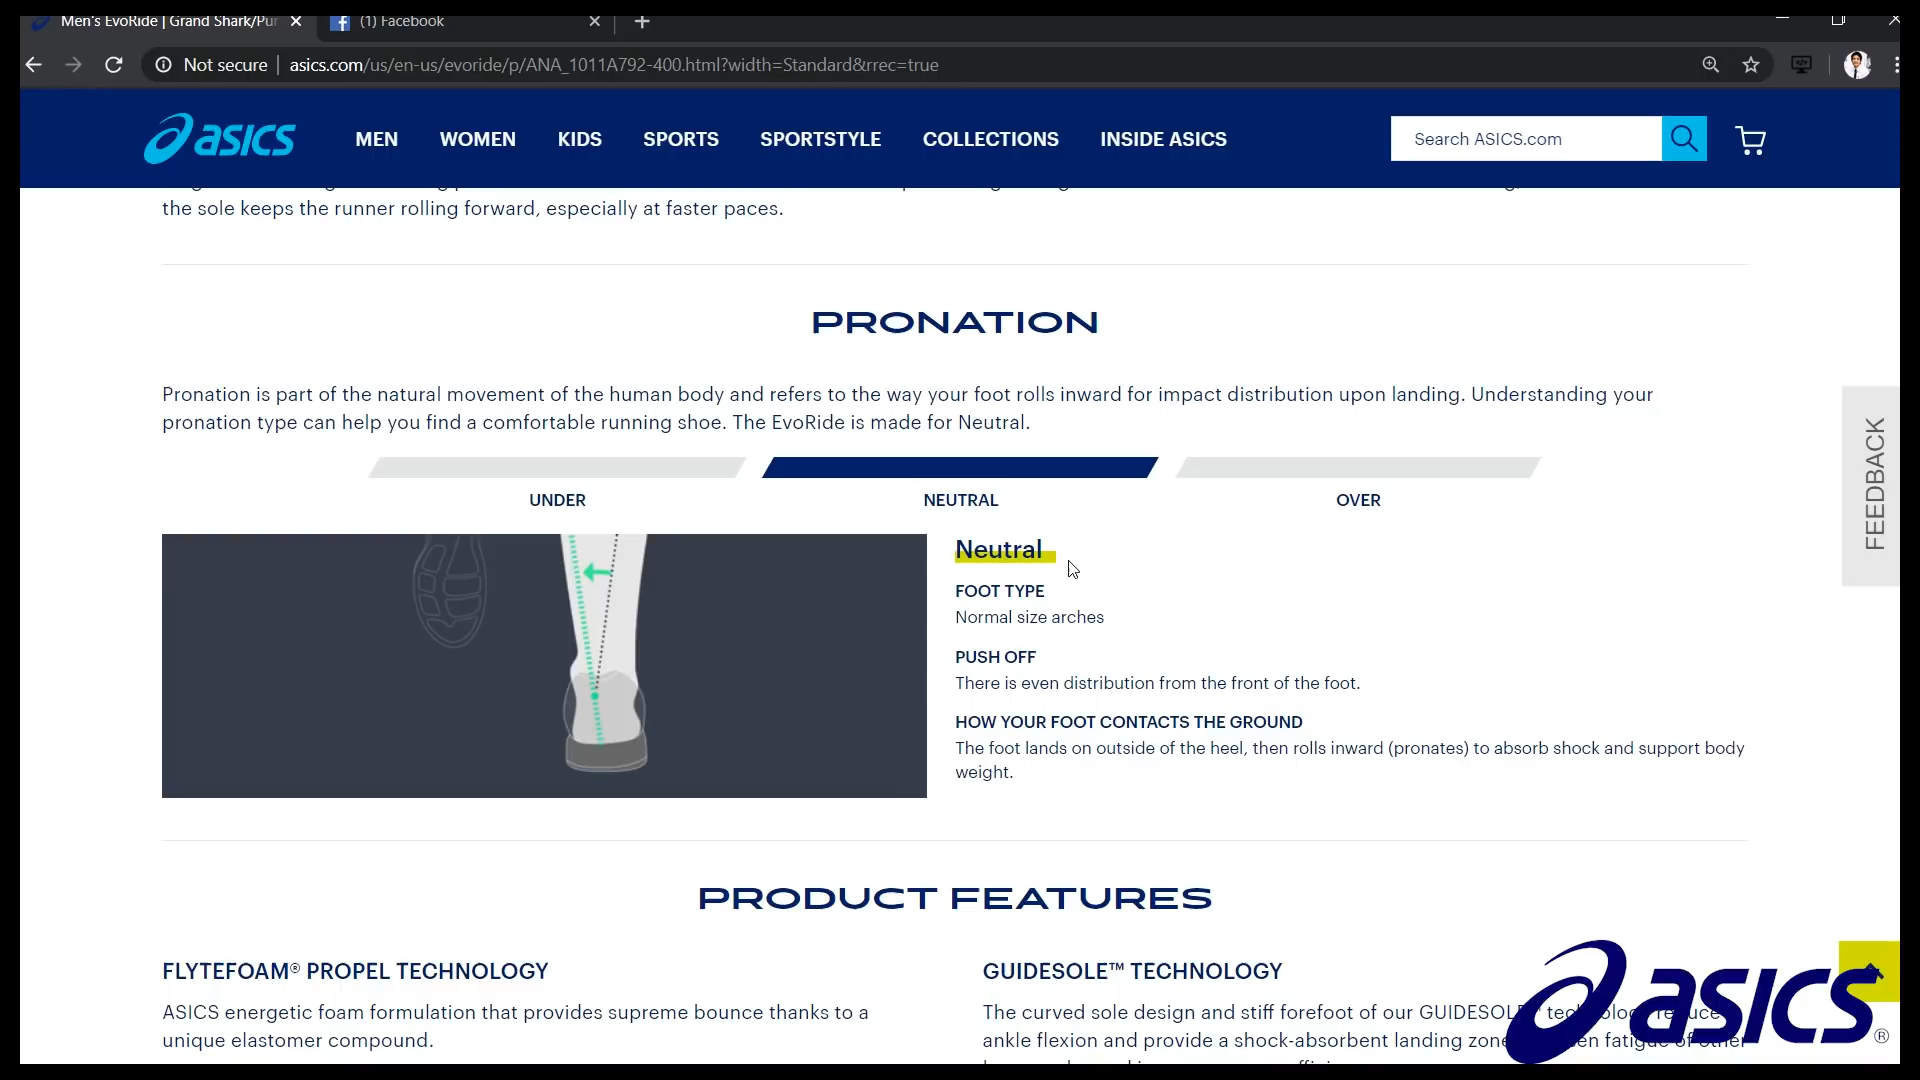 Men's EvoRide | Grand Shark/Pur
(1) Facebook
Not secure
asics.com/us/en-us/evoride/p/ANA_1011A792-400.html?width=Standard&rrec=true
asics
MEN
WOMEN
KIDS
SPORTS
SPORTSTYLE
COLLECTIONS
INSIDE ASICS
Search ASICS.com
the sole keeps the runner rolling forward, especially at faster paces.
PRONATION
Pronation is part of the natural movement of the human body and refers to the way your foot rolls inward for impact distribution upon landing. Understanding your
pronation type can help you find a comfortable running shoe. The EvoRide is made for Neutral.
UNDER
NEUTRAL
OVER
FEEDBACK
Neutral
FOOT TYPE
Normal size arches
PUSH OFF
There is even distribution from the front of the foot.
HOW YOUR FOOT CONTACTS THE GROUND
The foot lands on outside of the heel, then rolls inward (pronates) to absorb shock and support body
weight.
PRODUCT FEATURES
FLYTEFOAM® PROPEL TECHNOLOGY
ASICS energetic foam formulation that provides supreme bounce thanks to a
unique elastomer compound.
GUIDESOLE™ TECHNOLOGY
The curved sole design and stiff forefoot of our
ankle flexion and provide a shock-absorbent landing fatigue of other
asics®